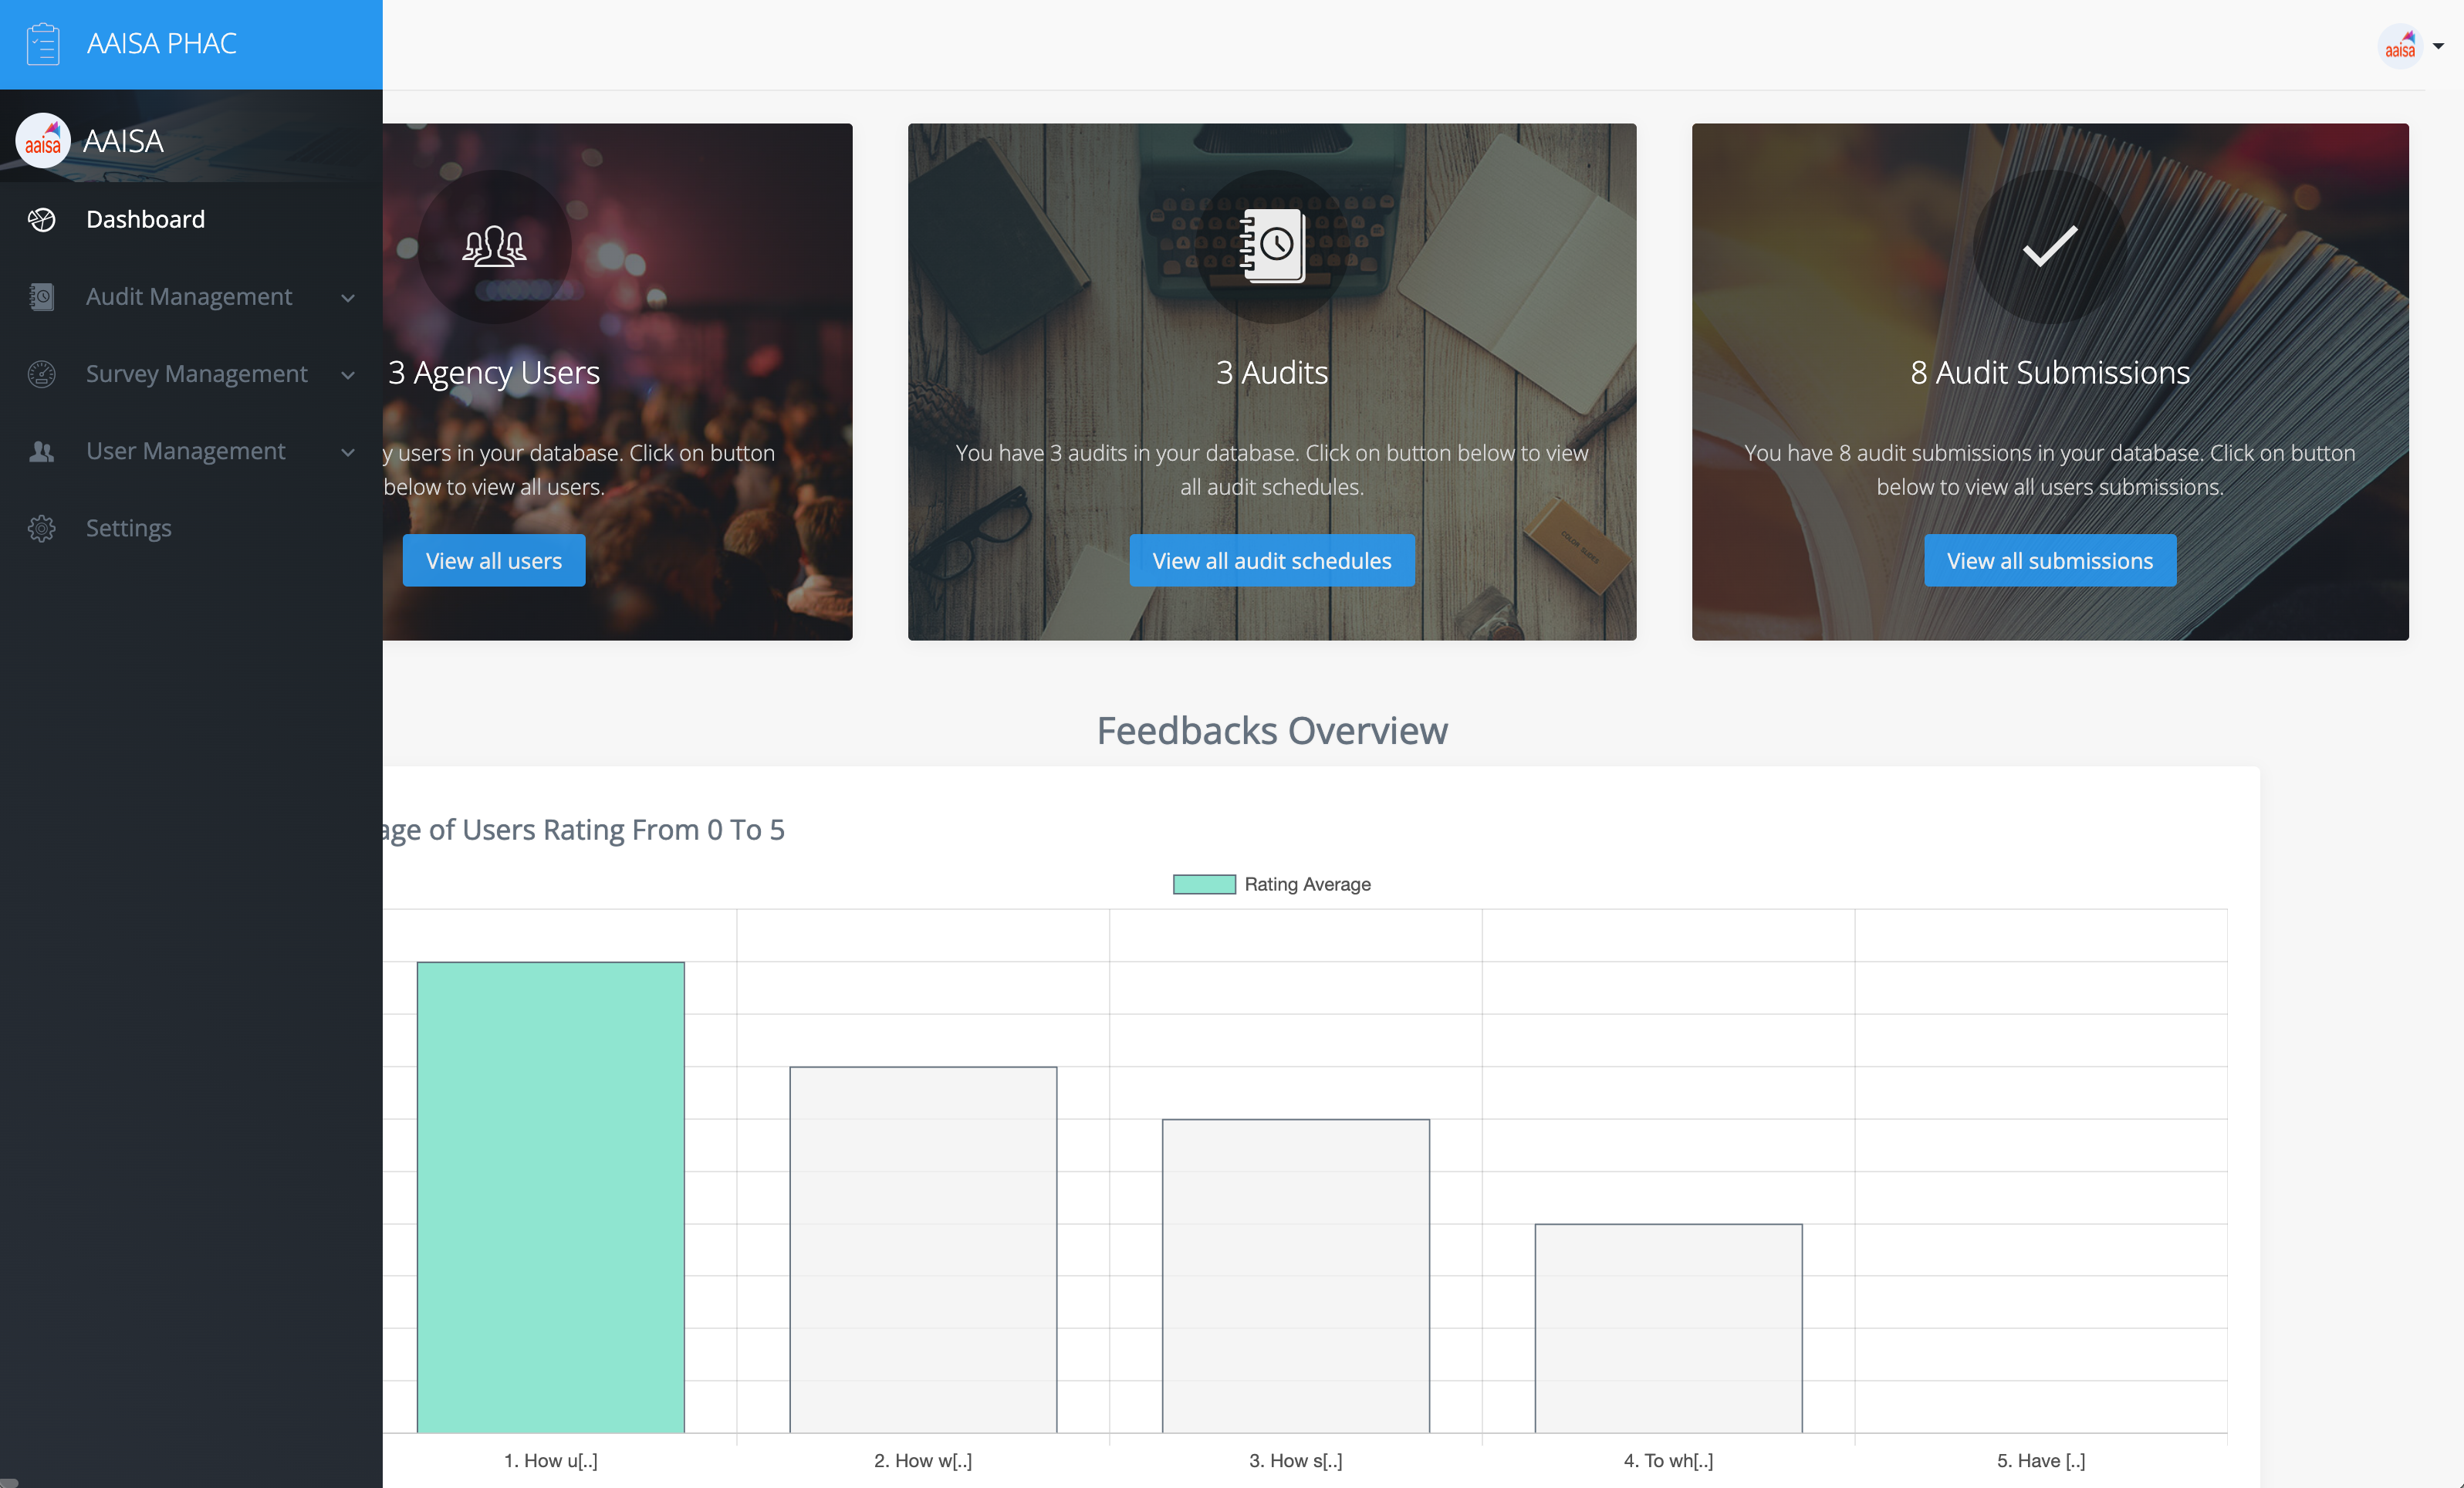 AAISA PHAC
aaisa
aaisa
AAISA
Dashboard
Audit Management
Survey Management
User Management
Settings
3 Agency Users
y users in your database. Click on button
below to view all users.
View all users
3 Audits
You have 3 audits in your database. Click on button below to view
all audit schedules.
View all audit schedules
COLOR SLIDES
8 Audit Submissions
You have 8 audit submissions in your database. Click on button
below to view all users submissions.
View all submissions
Feedbacks Overview
age of Users Rating From 0 To 5
Rating Average
1. How u[..]
2. How w[..]
3. How s[..]
4. To wh[..]
5. Have [..]